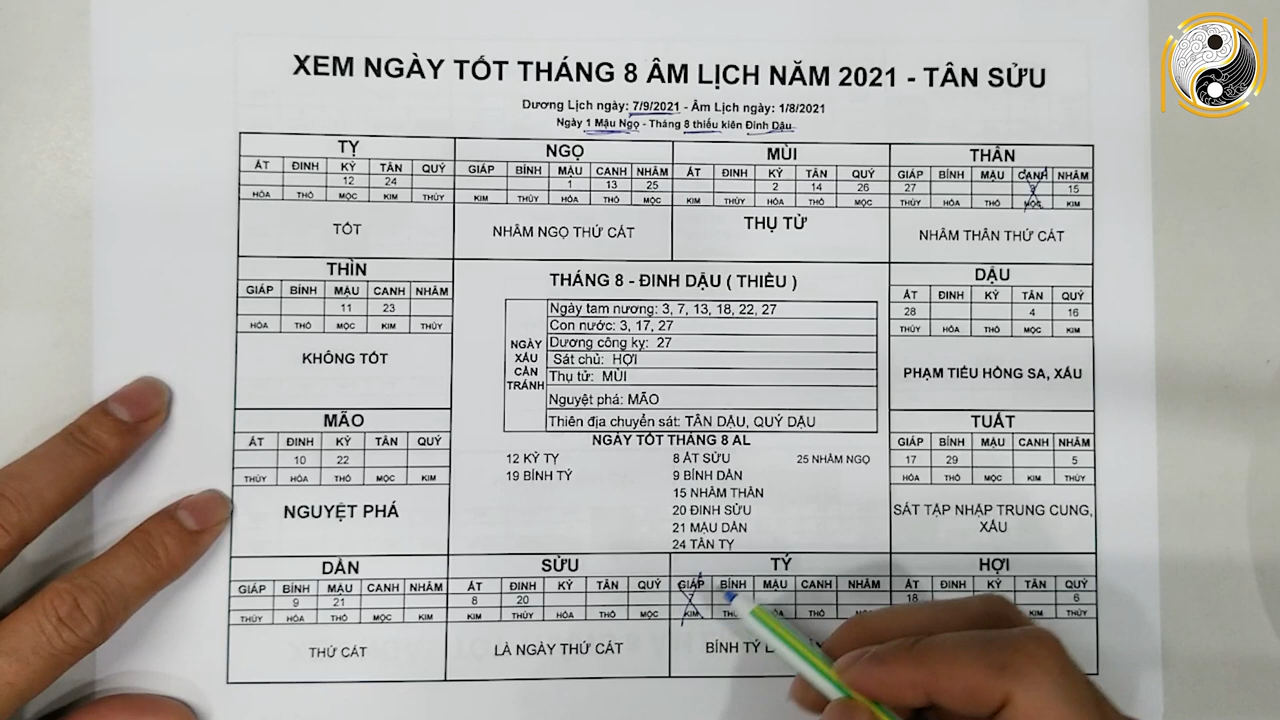 XEM NGÀY TỐT THÁNG 8 ÂM LỊCH NĂM 2021 - TÂN SỬU
Dương Lịch ngày: 7/9/2021 - Âm Lịch ngày: 1/8/2021
Ngày 1 Mậu Ngọ - Tháng 8 thiếu kiên Đinh Dậu
TỴ
ẤT ĐINH KỶ TÂN QUÝ
12 24
HỎA THỔ MỘC KIM THỦY
TỐT
NGỌ
GIÁP BÍNH MẬU CANH NHÂM
1 13 25
KIM THỦY HỎA THỔ MỘC
NHÂM NGỌ THỨ CÁT
MÙI
ẤT ĐINH KỶ TÂN QUÝ
2 14 26
KIM THỦY HỎA THỔ MỘC
THỤ TỬ
THÂN
GIÁP BÍNH MẬU CANH NHÂM
27 3 15
THỦY HỎA THỔ MỘC KIM
NHÂM THÂN THỨ CÁT
THÌN
GIÁP BÍNH MẬU CANH NHÂM
11 23
HỎA THỔ MỘC KIM THỦY
KHÔNG TỐT
THÁNG 8 - ĐINH DẬU ( THIẾU )
NGÀY XẤU CẦN TRÁNH
Ngày tam nương: 3, 7, 13, 18, 22, 27
Con nước: 3, 17, 27
Dương công kỵ: 27
Sát chủ: HỢI
Thụ tử: MÙI
Nguyệt phá: MÃO
Thiên địa chuyển sát: TÂN DẬU, QUÝ DẬU
NGÀY TỐT THÁNG 8 AL
12 KỶ TỴ 8 ẤT SỬU 25 NHÂM NGỌ
19 BÍNH TÝ 9 BÍNH DẦN
15 NHÂM THÂN
20 ĐINH SỬU
21 MẬU DẦN
24 TÂN TỴ
DẬU
ẤT ĐINH KỶ TÂN QUÝ
28 4 16
THỦY HỎA THỔ MỘC KIM
PHẠM TIỂU HỒNG SA, XẤU
MÃO
ẤT ĐINH KỶ TÂN QUÝ
10 22
THỦY HỎA THỔ MỘC KIM
NGUYỆT PHÁ
TUẤT
GIÁP BÍNH MẬU CANH NHÂM
17 29 5
HỎA THỔ MỘC KIM THỦY
SÁT TẬP NHẬP TRUNG CUNG,
XẤU
DẦN
GIÁP BÍNH MẬU CANH NHÂM
9 21
THỦY HỎA THỔ MỘC KIM
THỨ CÁT
SỬU
ẤT ĐINH KỶ TÂN QUÝ
8 20
KIM THỦY HỎA THỔ MỘC
LÀ NGÀY THỨ CÁT
TÝ
GIÁP BÍNH MẬU CANH NHÂM
7
KIM THỔ
BÍNH TÝ
HỢI
ẤT ĐINH KỶ TÂN QUÝ
18 6
THỦY